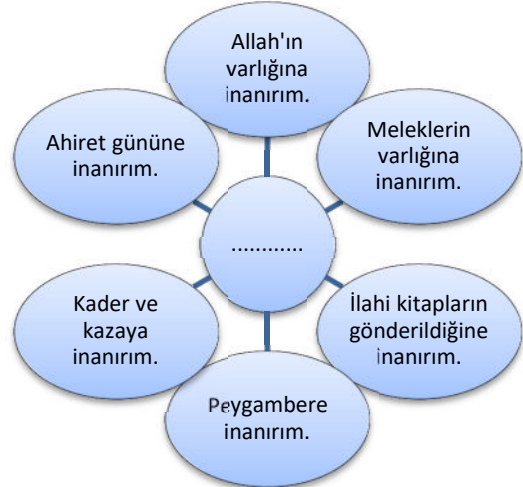 Allah'ın
varlığına
inanırım.
Meleklerin
varlığına
inanırım.
İlahi kitapların
gönderildiğine
inanırım.
Peygambere
inanırım.
Kader ve
kazaya
inanırım.
Ahiret gününe
inanırım.
............